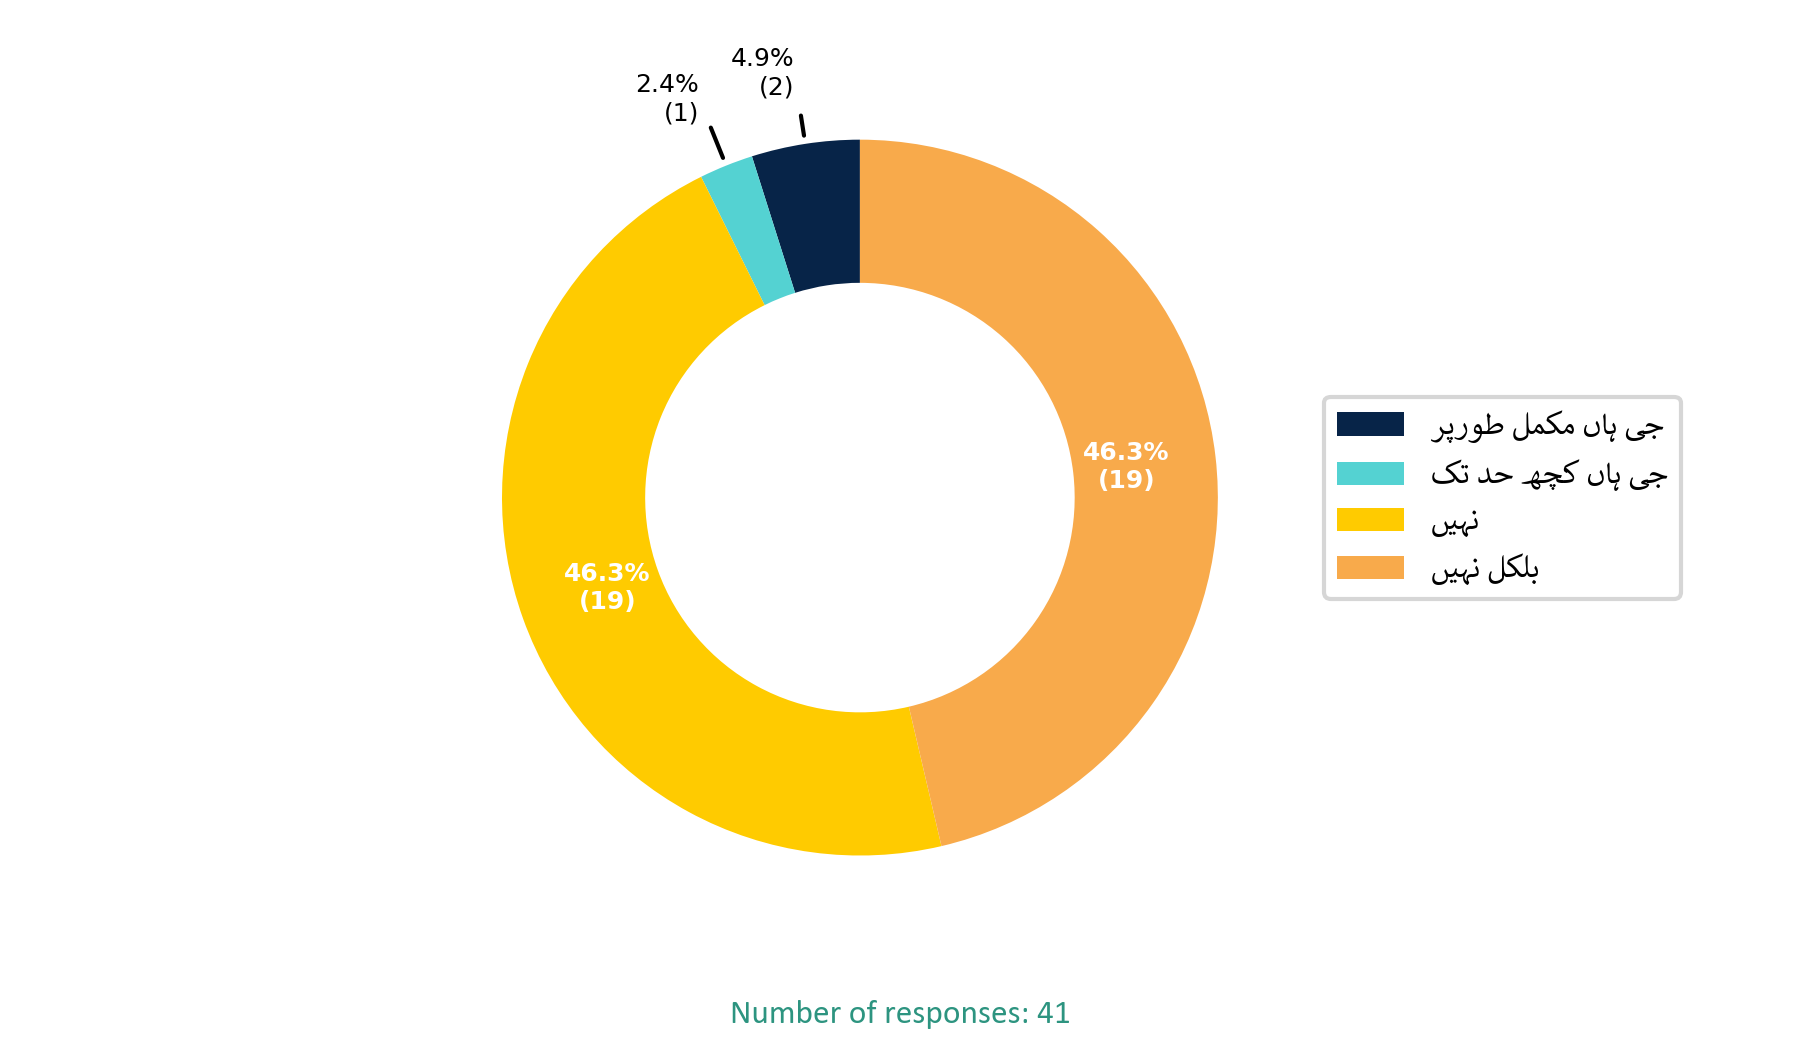 4.9%
(2)
2.4%
(1)
46.3%
(19)
46.3%
(19)
جی ہاں مکمل طورپر
جی ہاں کچھ حد تک
نہیں
بلکل نہیں
Number of responses: 41